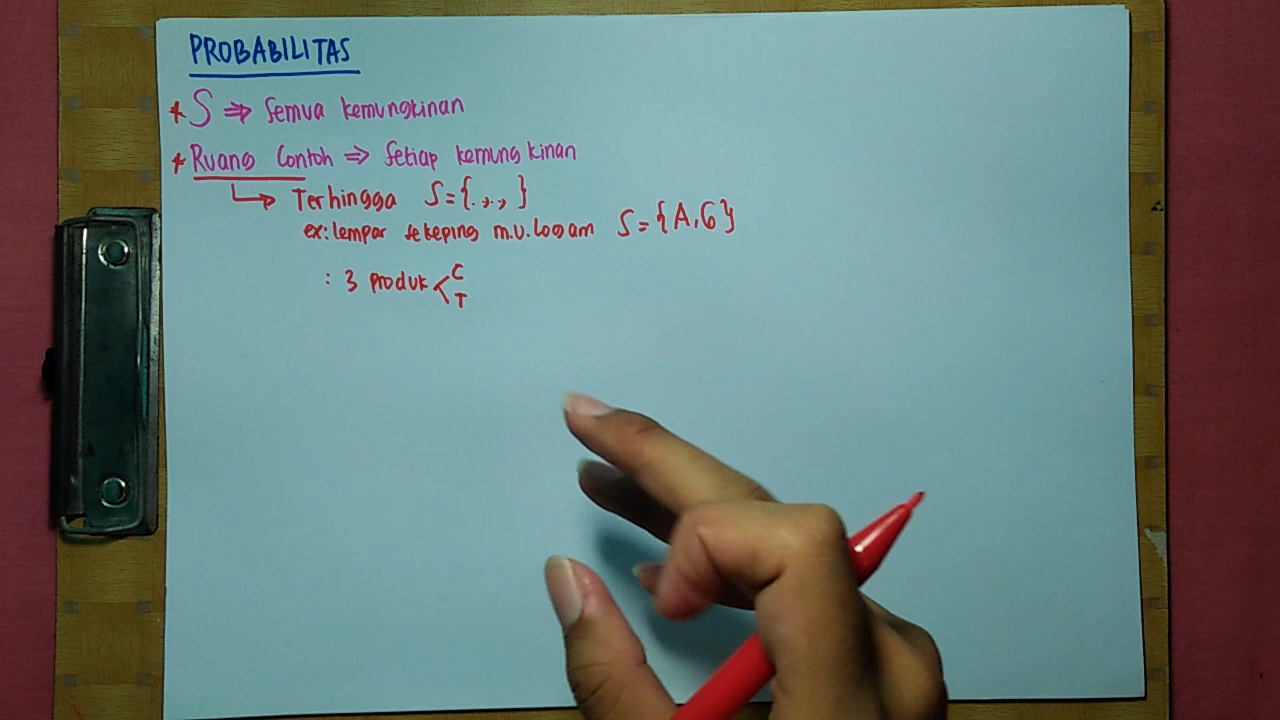 PROBABILITAS
* S ⇒ Semua kemungkinan
* Ruang Contoh ⇒ Setiap kemungkinan
↳ Terhingga S={.,.,}
ex: lempar sekeping m.u.logam S={A,G}
: 3 produk < C
T